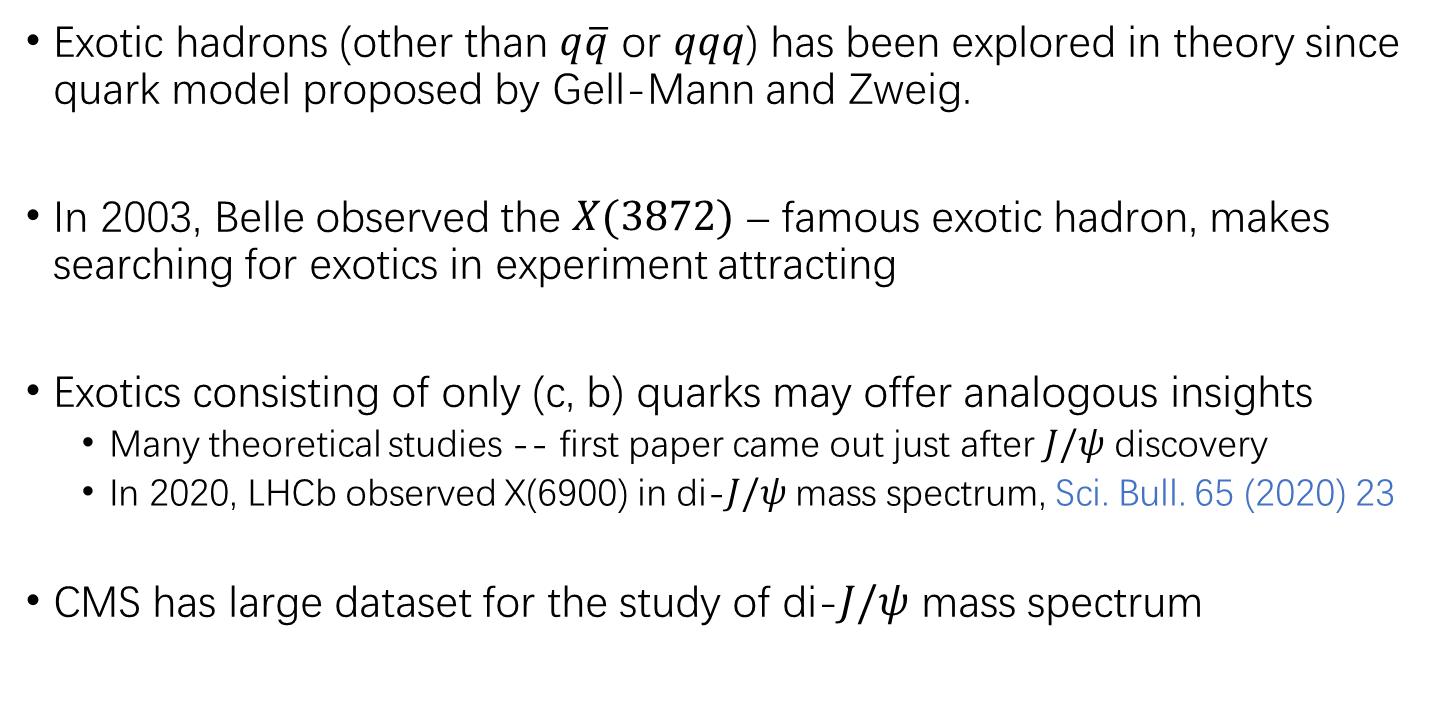 • Exotic hadrons (other than qq̄ or qqq) has been explored in theory since
quark model proposed by Gell-Mann and Zweig.
• In 2003, Belle observed the X(3872) – famous exotic hadron, makes
searching for exotics in experiment attracting
• Exotics consisting of only (c, b) quarks may offer analogous insights
• Many theoretical studies -- first paper came out just after J/ψ discovery
• In 2020, LHCb observed X(6900) in di-J/ψ mass spectrum, Sci. Bull. 65 (2020) 23
• CMS has large dataset for the study of di-J/ψ mass spectrum